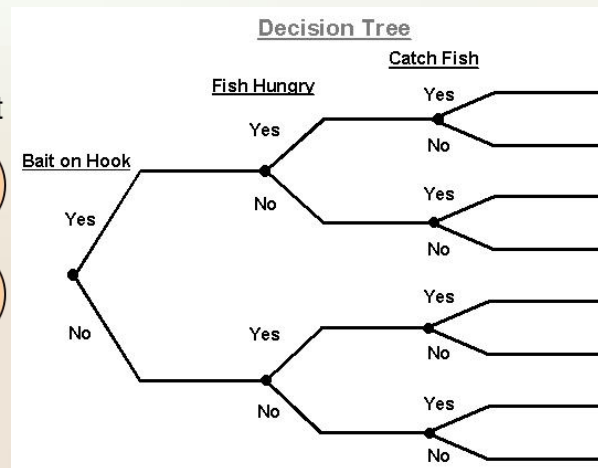 Decision Tree
Catch Fish
Fish Hungry
Bait on Hook
Yes
No
Yes
No
Yes
No
Yes
No
Yes
No
Yes
No
Yes
No